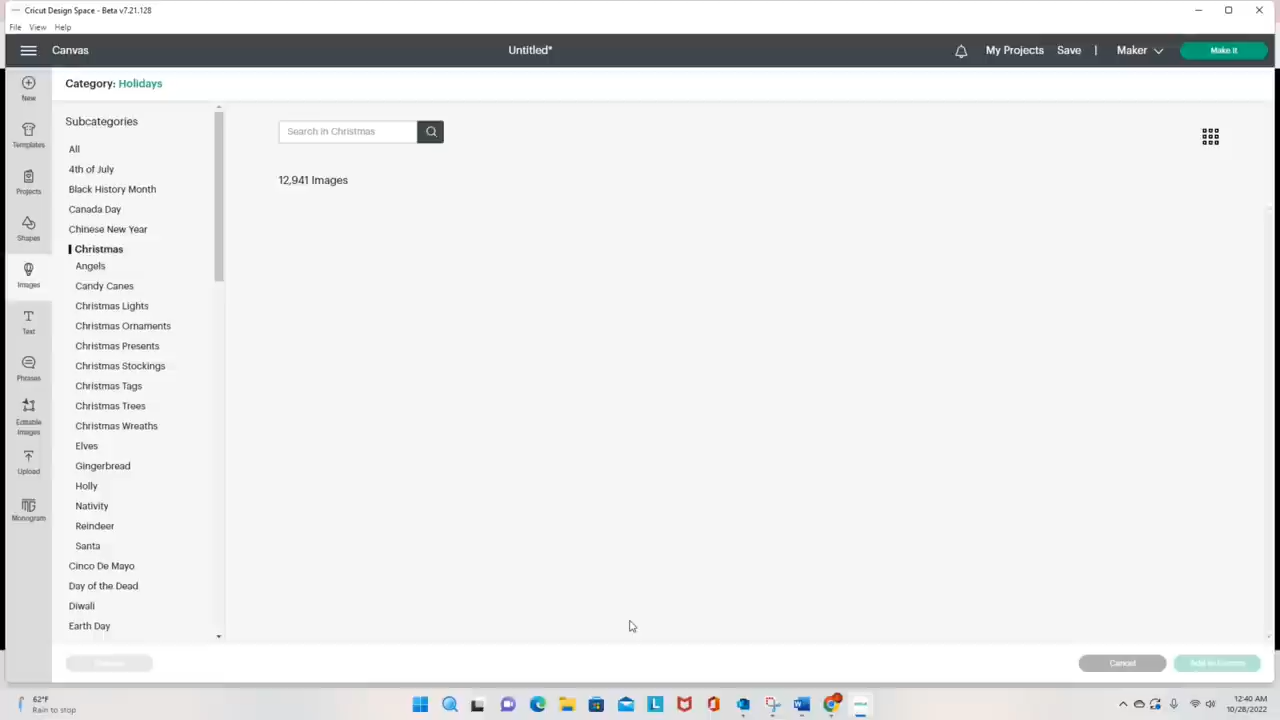 Cricut Design Space - Beta v7.21.128
File View Help
Canvas
Untitled*
My Projects Save | Maker
Make It
New
Templates
Projects
Shapes
Images
Text
Phrases
Editable
Images
Upload
Monogram
Category: Holidays
Subcategories
All
4th of July
Black History Month
Canada Day
Chinese New Year
Christmas
Angels
Candy Canes
Christmas Lights
Christmas Ornaments
Christmas Presents
Christmas Stockings
Christmas Tags
Christmas Trees
Christmas Wreaths
Elves
Gingerbread
Holly
Nativity
Reindeer
Santa
Cinco De Mayo
Day of the Dead
Diwali
Earth Day
Search in Christmas
12,941 Images
Cancel
62°F
Rain to stop
12:40 AM
10/28/2022